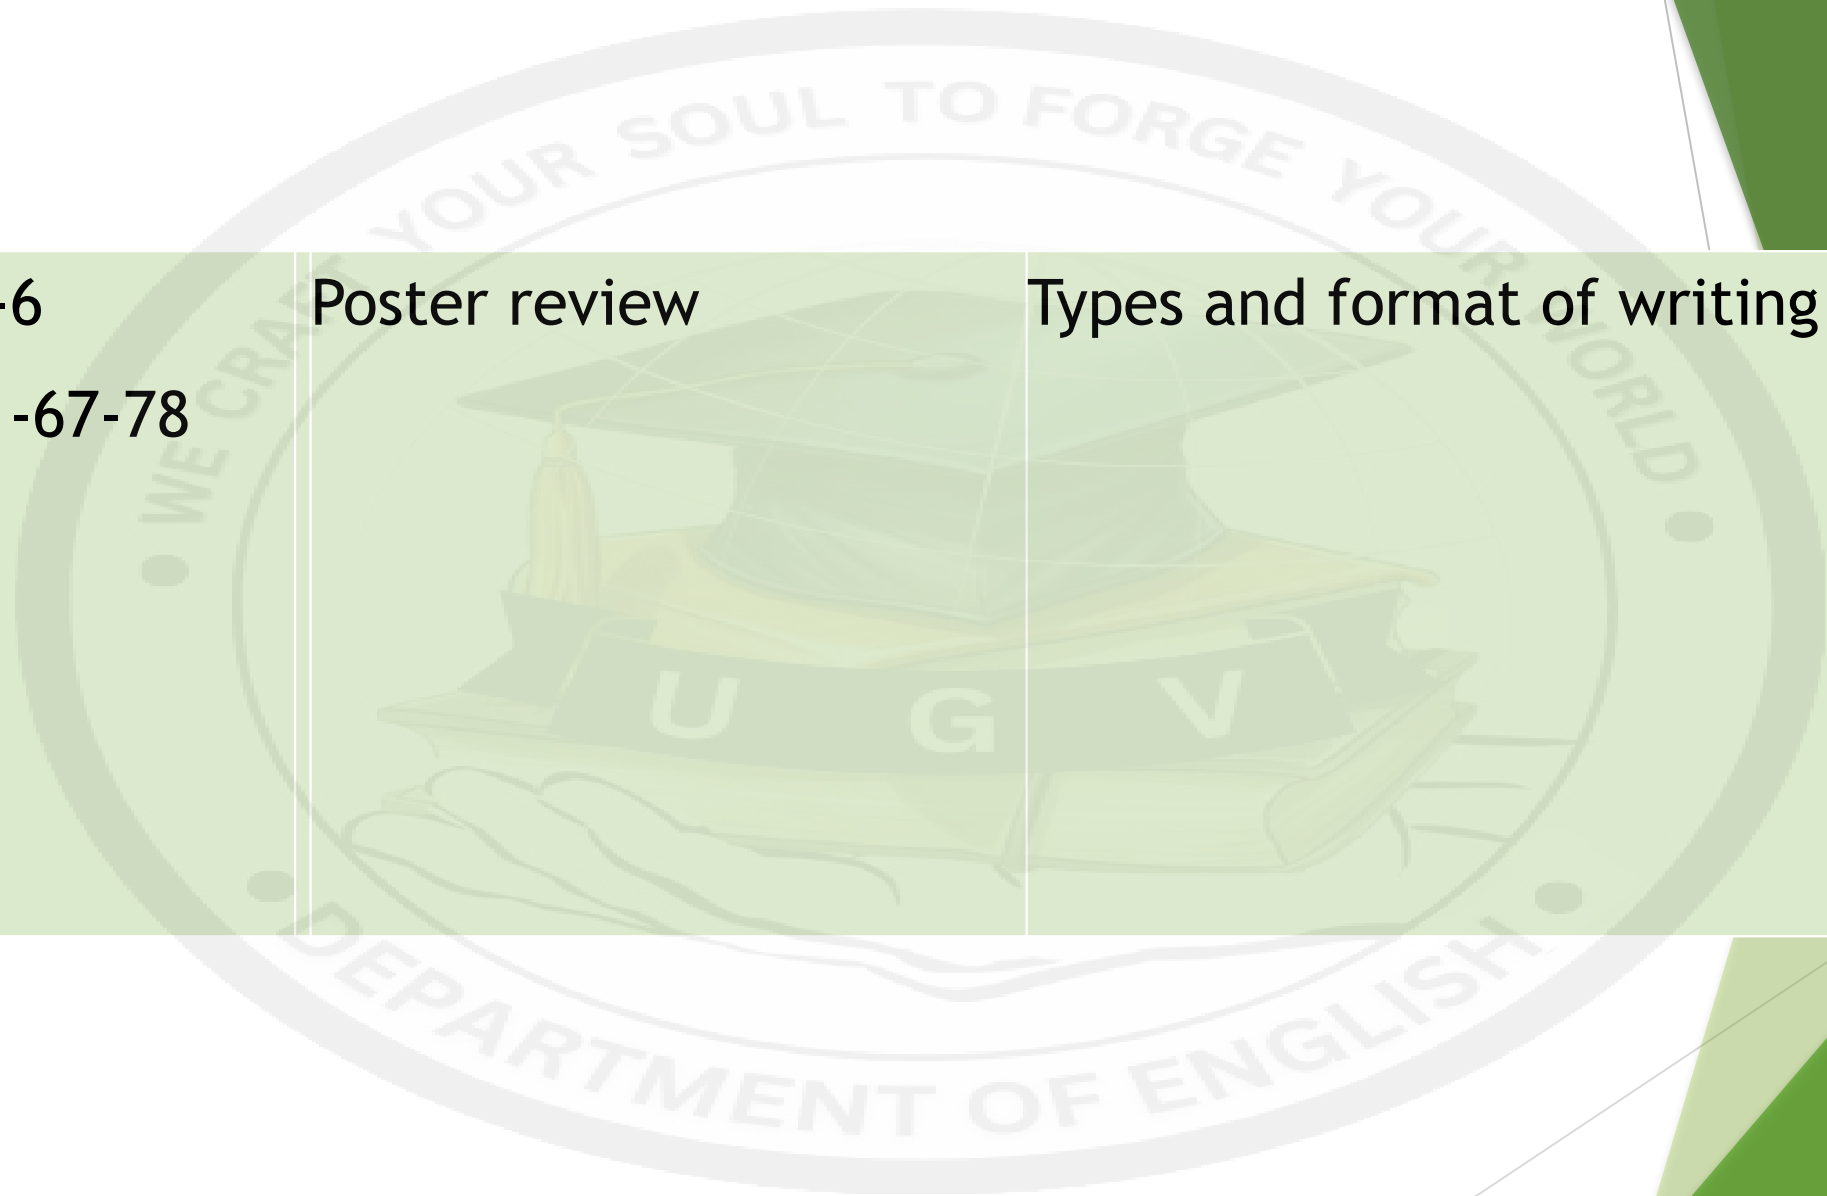 -6
-67-78
Poster review
Types and format of writing
WE CRAFT YOUR SOUL TO FORGE YOUR WORLD
U G V
DEPARTMENT OF ENGLISH